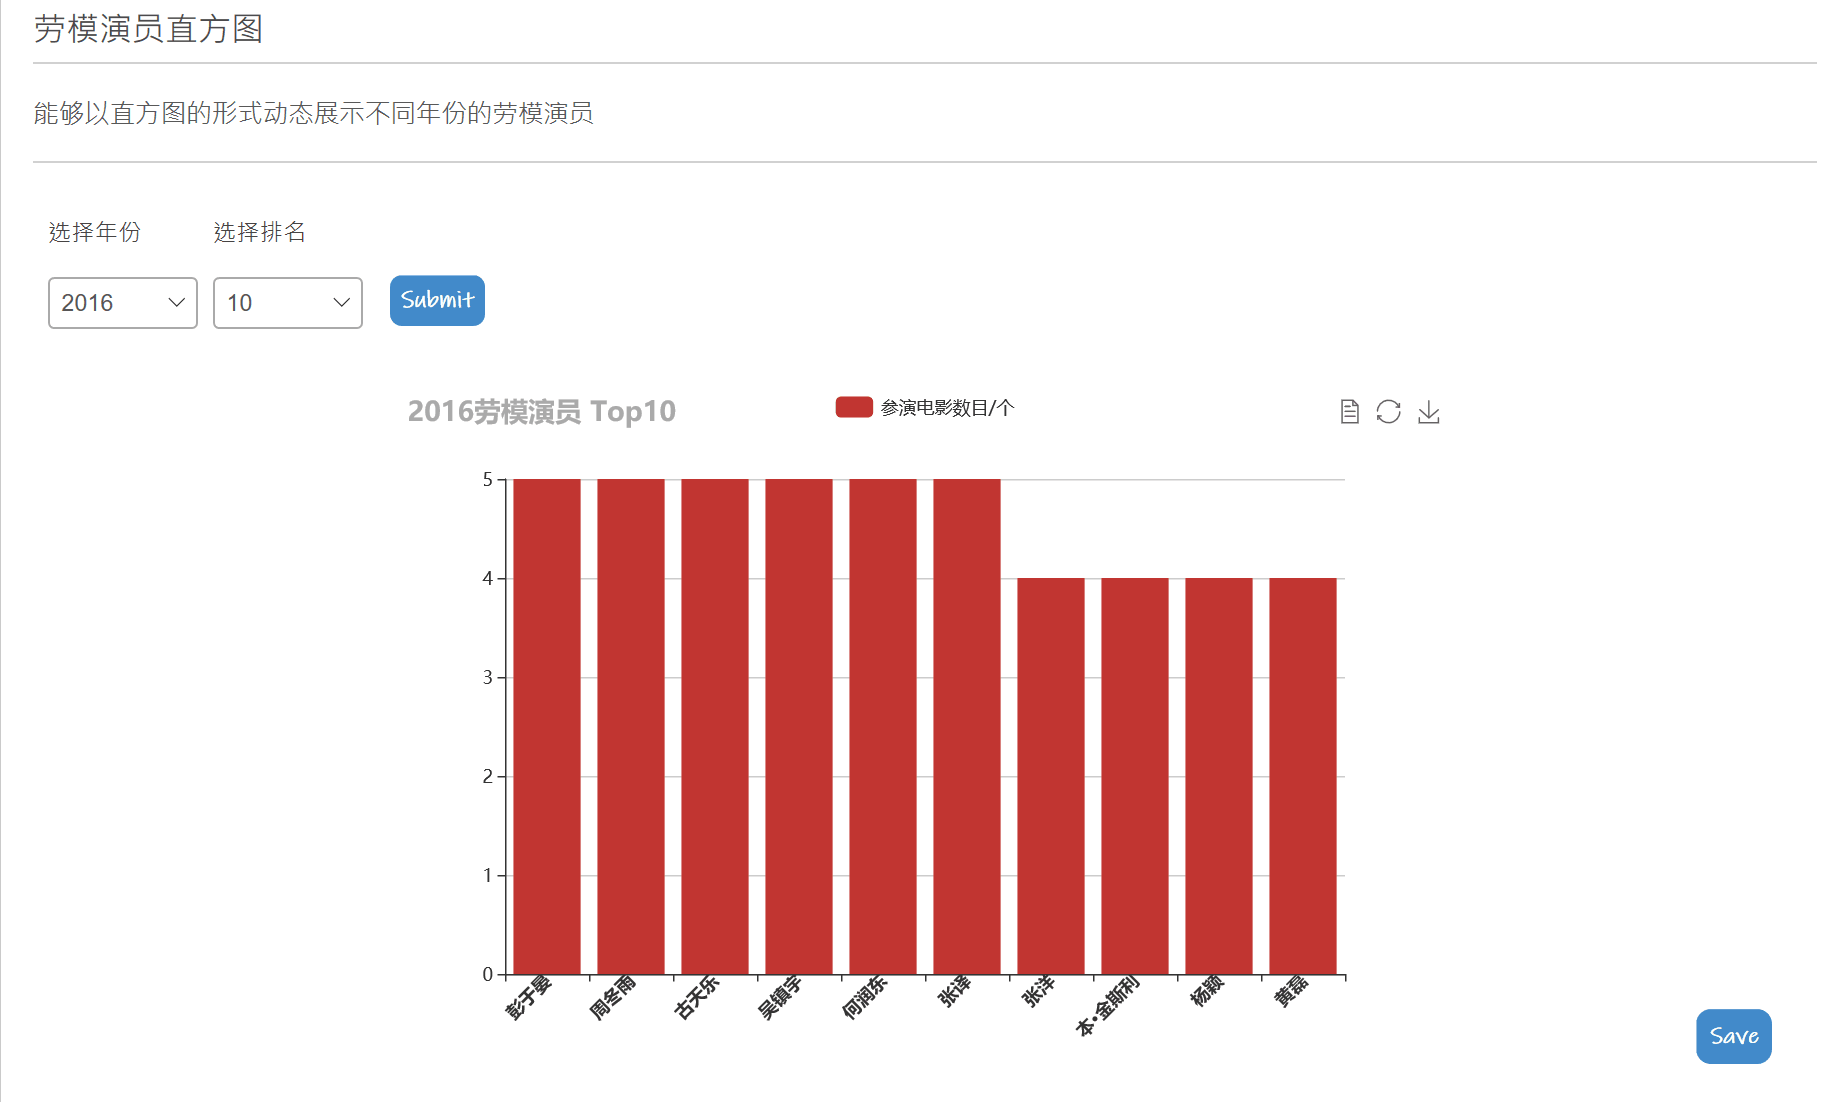 劳模演员直方图
能够以直方图的形式动态展示不同年份的劳模演员
选择年份 选择排名
2016 10 Submit
2016劳模演员 Top10 参演电影数目/个
5
4
3
2
1
0
彭于晏 周冬雨 古天乐 吴镇宇 何润东 张译 张洋 本•金斯利 杨颖 黄磊
Save